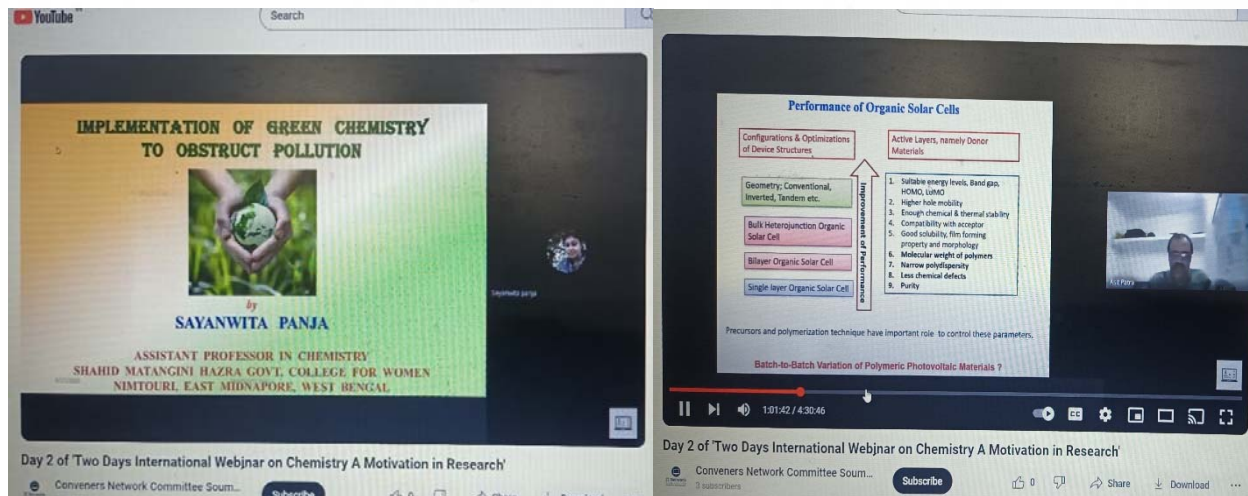 YouTube
Search
IMPLEMENTATION OF GREEN CHEMISTRY
TO OBSTRUCT POLLUTION
by
SAYANWITA PANJA
ASSISTANT PROFESSOR IN CHEMISTRY
SHAHID MATANGINI HAZRA GOVT. COLLEGE FOR WOMEN
NIMTOURI, EAST MIDNAPORE, WEST BENGAL
Sayanwita panja
Day 2 of 'Two Days International Webjnar on Chemistry A Motivation in Research'
Conveners Network Committee Soum...
Subscribe
Performance of Organic Solar Cells
Configurations & Optimizations
of Device Structures
Geometry; Conventional,
Inverted, Tandem etc.
Bulk Heterojunction Organic
Solar Cell
Bilayer Organic Solar Cell
Single layer Organic Solar Cell
Improvement of Performance
Active Layers, namely Donor
Materials
1. Suitable energy levels, Band gap,
HOMO, LUMO
2. Higher hole mobility
3. Enough chemical & thermal stability
4. Compatibility with acceptor
5. Good solubility, film forming
property and morphology
6. Molecular weight of polymers
7. Narrow polydispersity
8. Less chemical defects
9. Purity
Precursors and polymerization technique have important role to control these parameters.
Batch-to-Batch Variation of Polymeric Photovoltaic Materials ?
Asit Patra
1:01:42 / 4:30:46
CC
Day 2 of 'Two Days International Webjnar on Chemistry A Motivation in Research'
Conveners Network Committee Soum...
3 subscribers
Subscribe
0
Share
Download